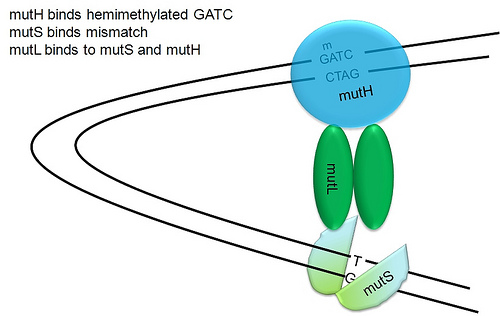 mutH binds hemimethylated GATC
mutS binds mismatch
mutL binds to mutS and mutH
m
GATC
CTAG
mutH
mutL
T
G
mutS